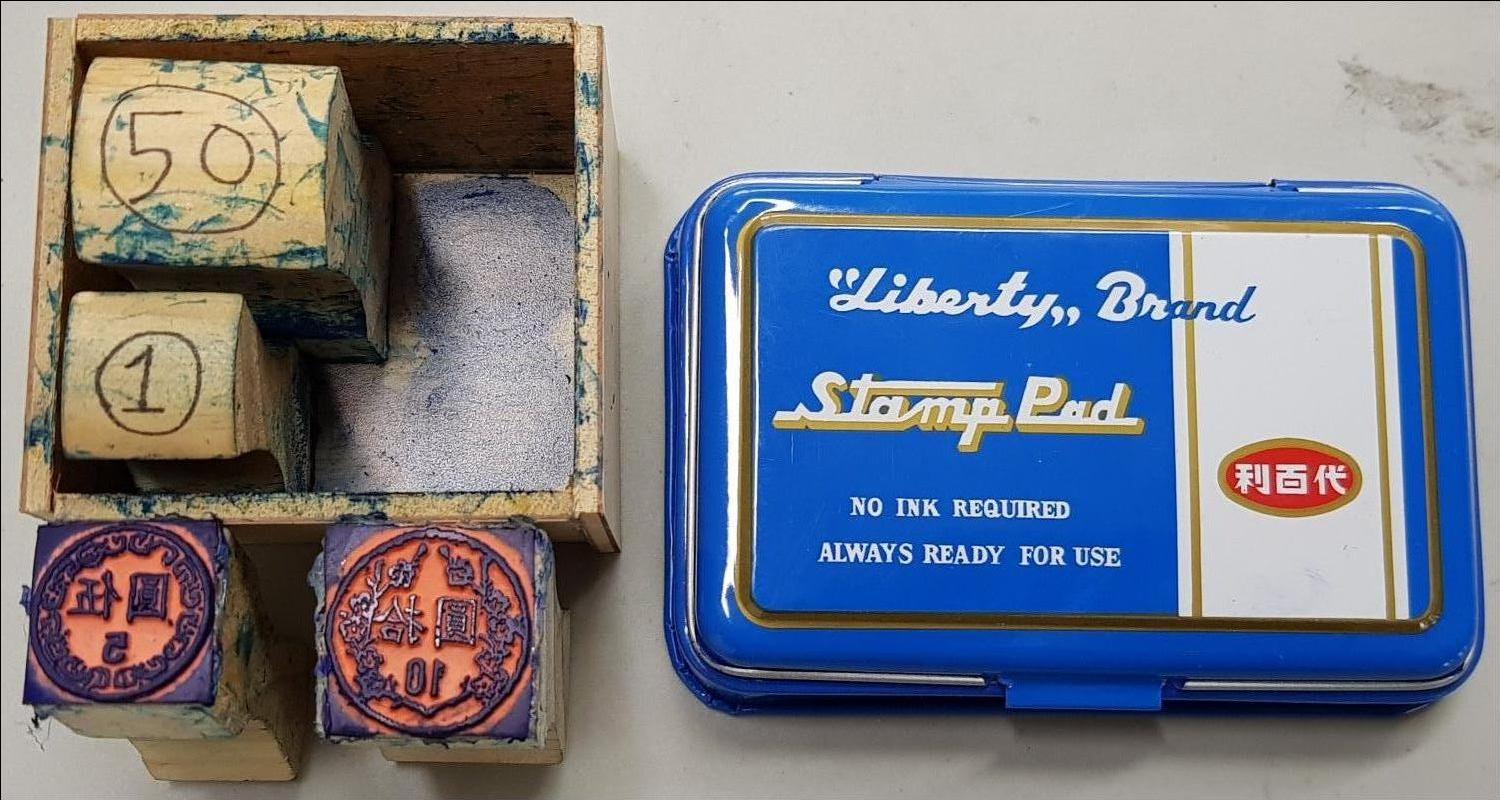 50
1
圓伍
5
圓拾
10
"Liberty„ Brand
Stamp Pad
NO INK REQUIRED
ALWAYS READY FOR USE
利百代